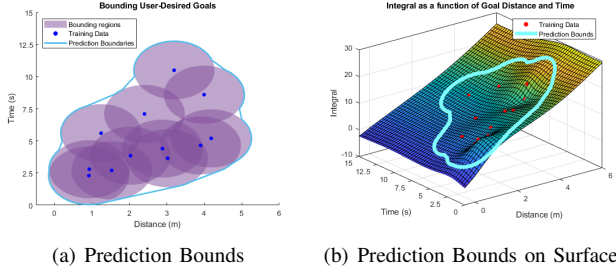 Bounding User-Desired Goals
Bounding regions
Training Data
Prediction Boundaries
Time (s)
15
12.5
10
7.5
5
2.5
0
0
1
2
3
4
5
6
Distance (m)
(a) Prediction Bounds
Integral as a function of Goal Distance and Time
Training Data
Prediction Bounds
Integral
30
20
10
0
-10
15
12.5
10
7.5
5
2.5
0
Time (s)
0
2
4
6
Distance (m)
(b) Prediction Bounds on Surface